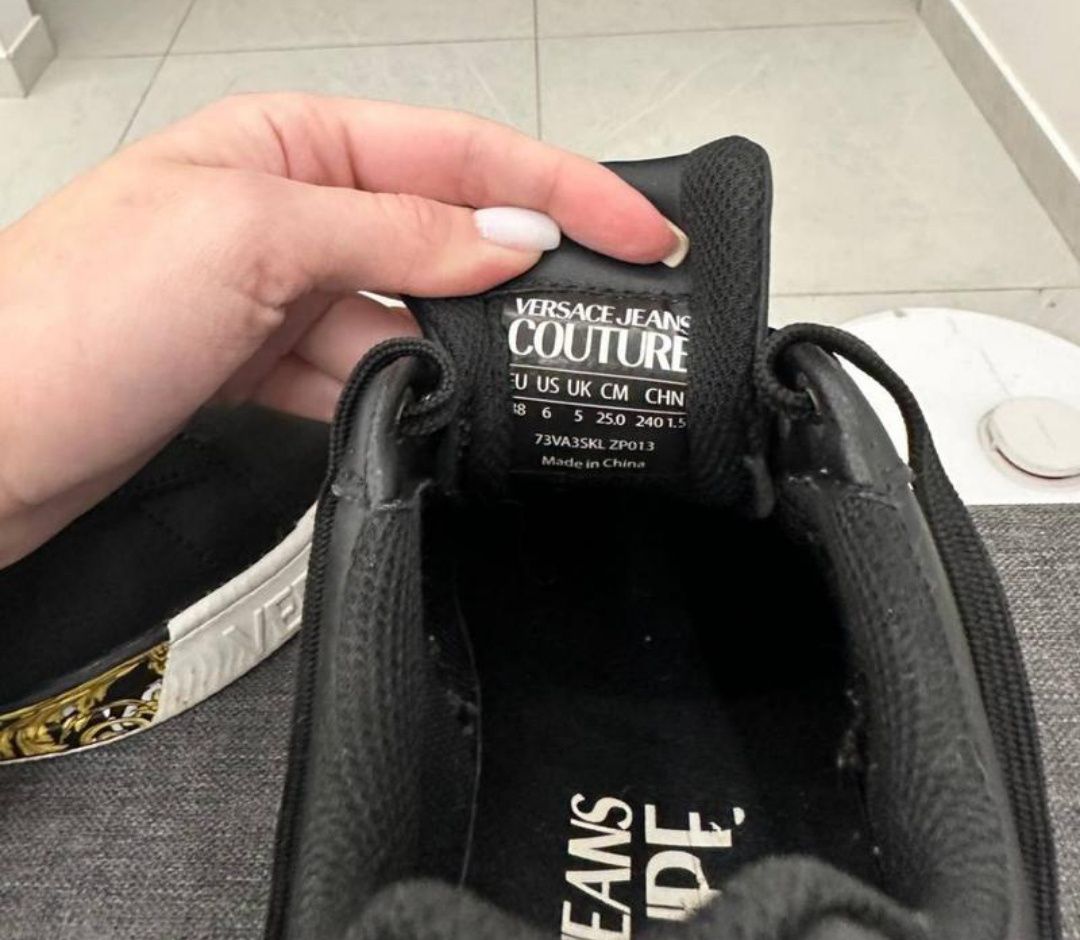 VERSACE JEANS
COUTURE
EU US UK CM CHN
38 6 5 25.0 240 1.5
73VA3SKL ZP013
Made in China
VE
JEANS